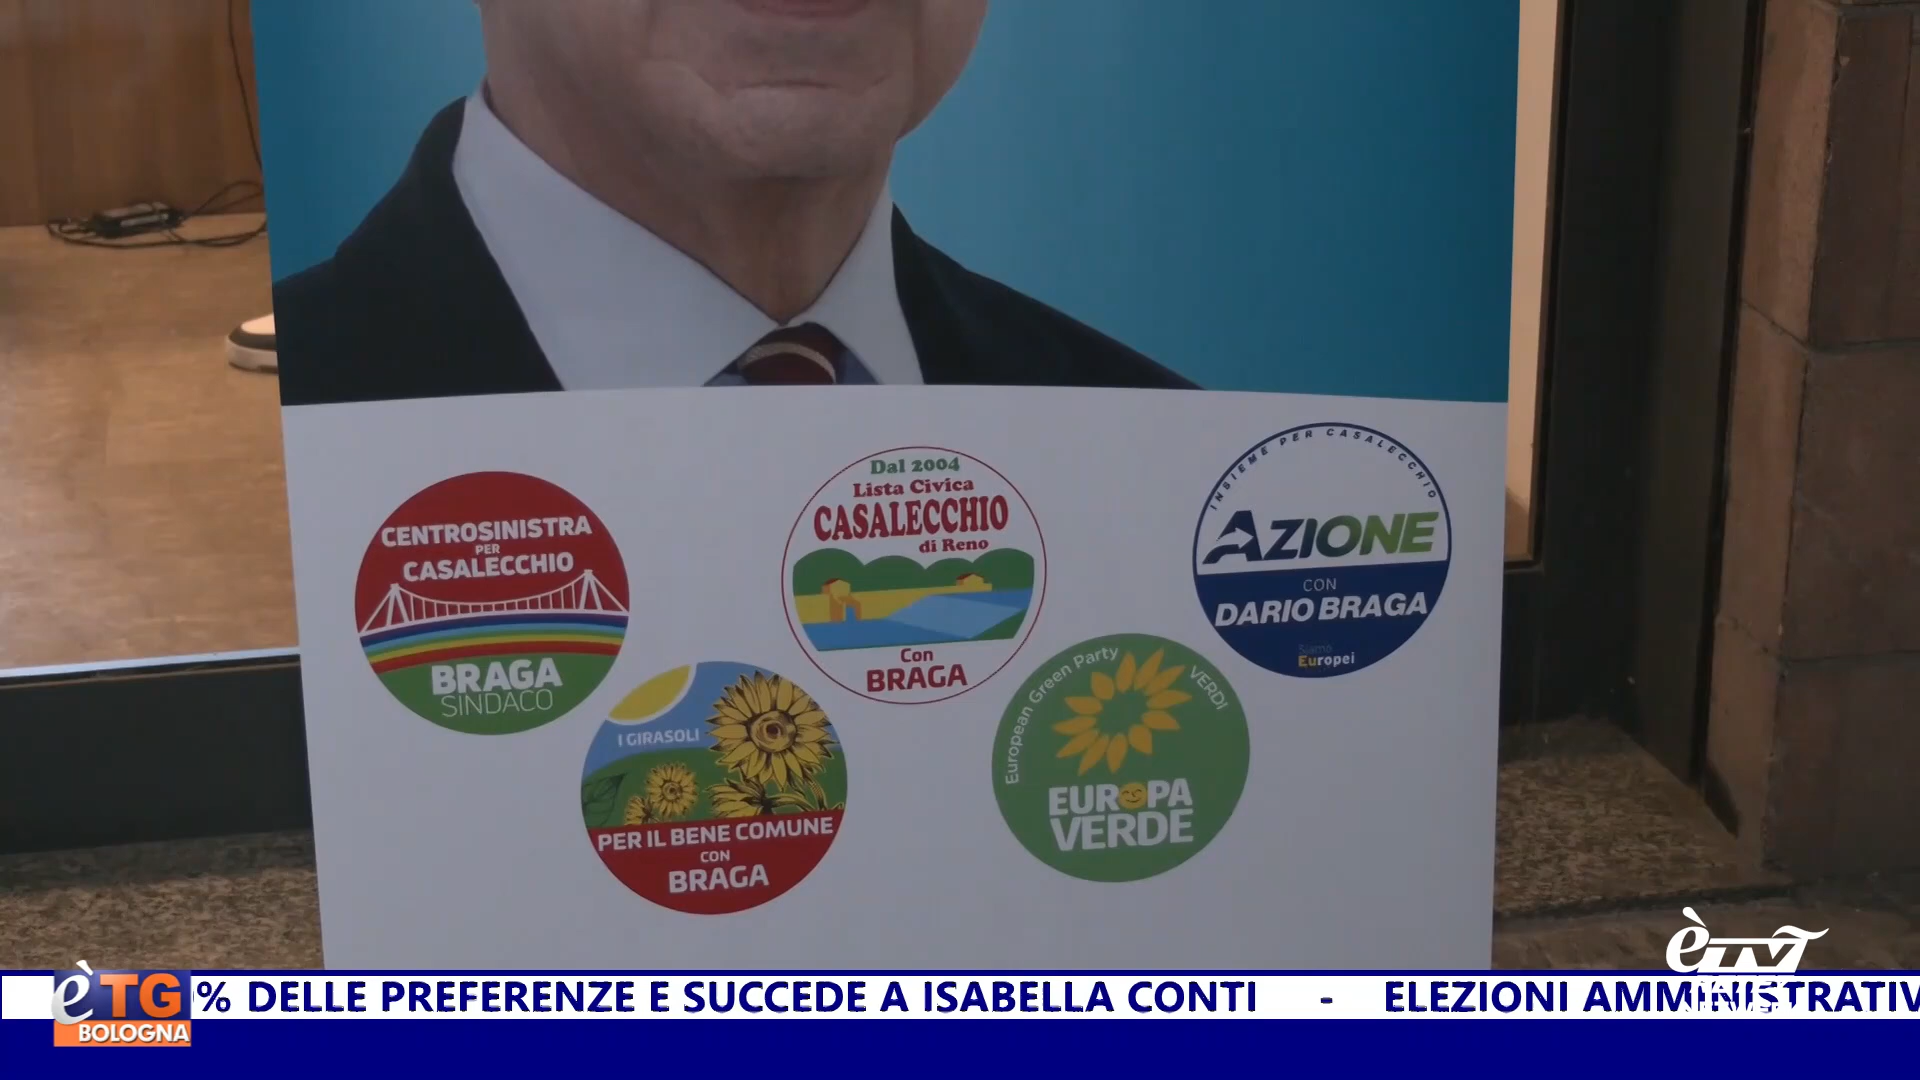 CENTROSINISTRA
PER
CASALECCHIO
BRAGA
SINDACO
I GIRASOLI
PER IL BENE COMUNE
CON
BRAGA
Dal 2004
Lista Civica
CASALECCHIO
di Reno
Con
BRAGA
European Green Party
VERDI
EUROPA
VERDE
INSIEME PER CASALECCHIO
AZIONE
CON
DARIO BRAGA
Siamo
Europei
èTV
% DELLE PREFERENZE E SUCCEDE A ISABELLA CONTI - ELEZIONI AMMINISTRATIV
è TG
BOLOGNA